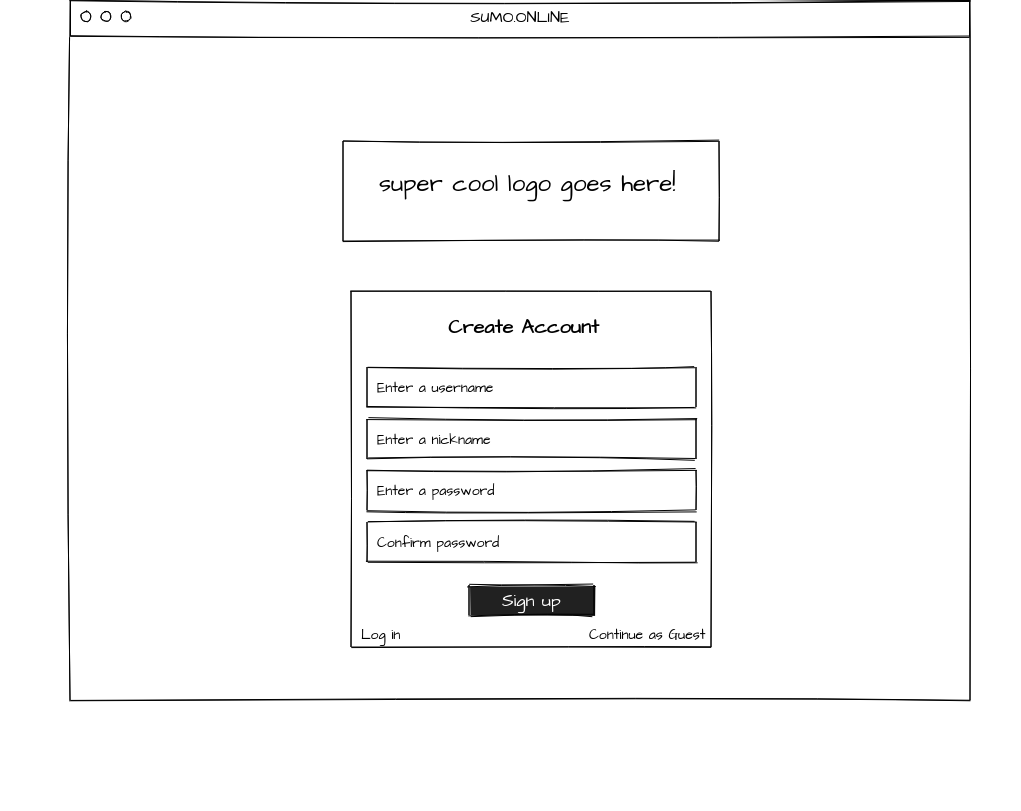 SUMO.ONLINE
super cool logo goes here!
Create Account
Enter a username
Enter a nickname
Enter a password
Confirm password
Sign up
Log in
Continue as Guest